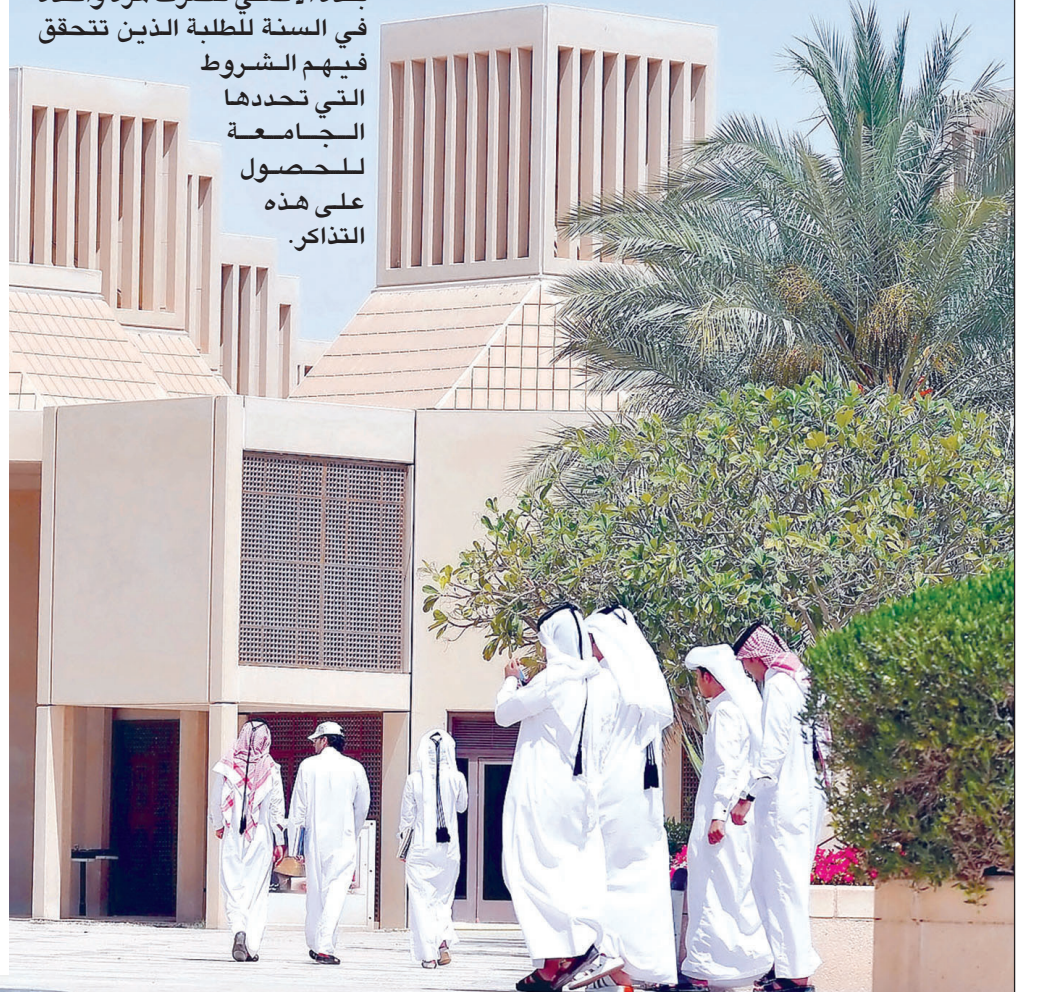 في السنة للطلبة الذين تتحقق
فيهم الشروط
التي تحددها
الجامعة
للحصول
على هذه
التذاكر.